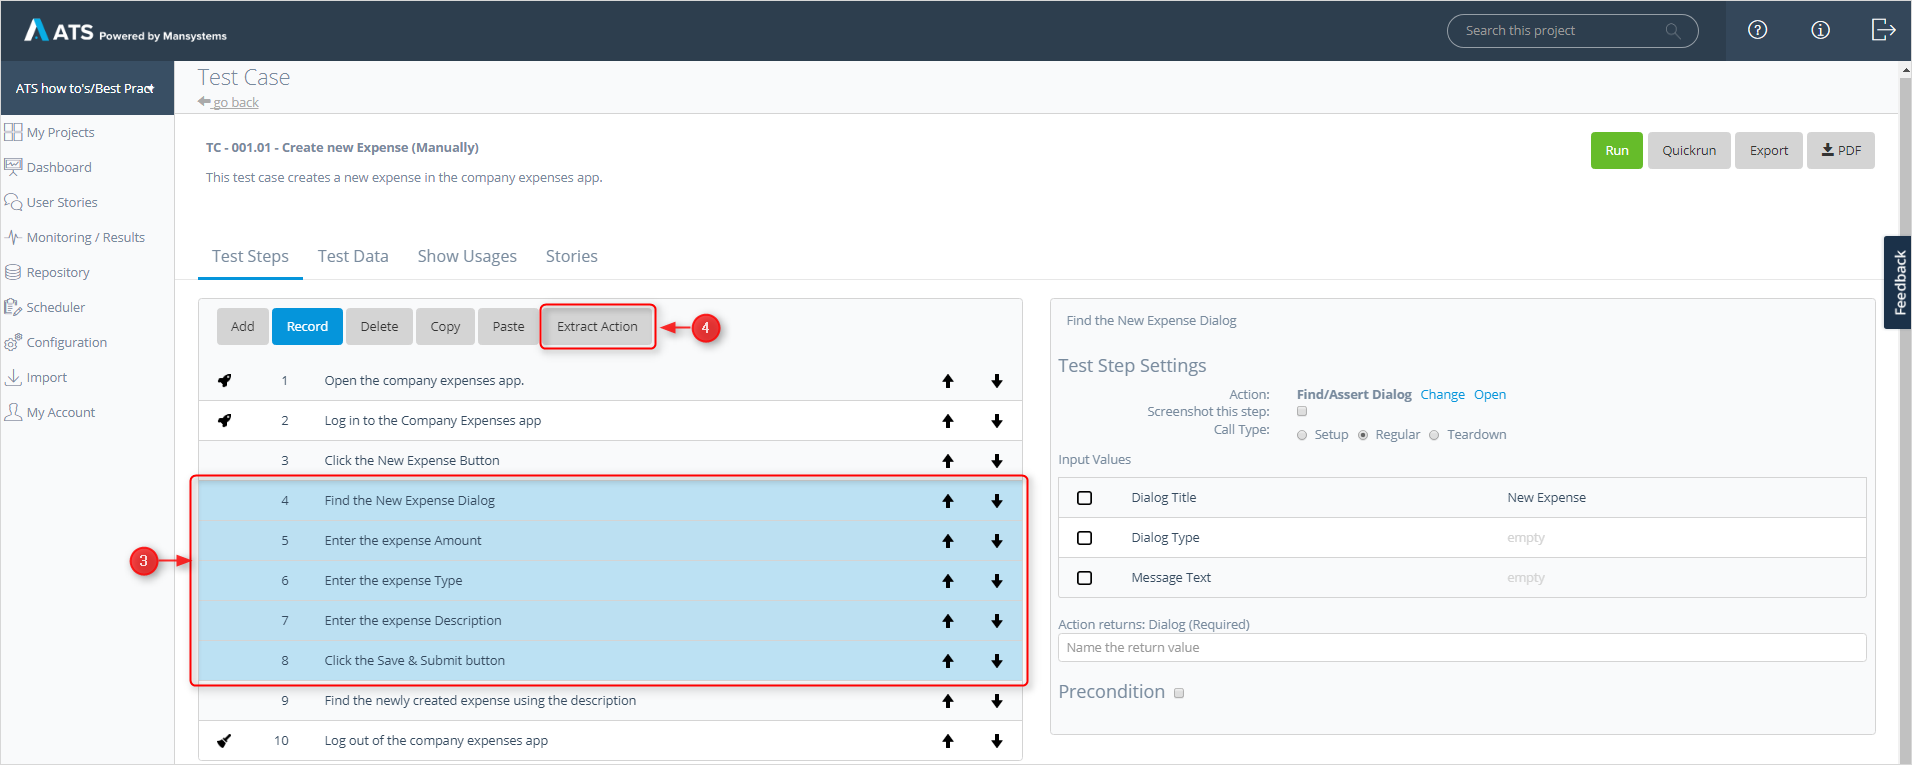 ATS Powered by Mansystems
Search this project
ATS how to's/Best Pract
My Projects
Dashboard
User Stories
Monitoring / Results
Repository
Scheduler
Configuration
Import
My Account
Test Case
go back
TC - 001.01 - Create new Expense (Manually)
This test case creates a new expense in the company expenses app.
Run Quickrun Export PDF
Test Steps Test Data Show Usages Stories
Add Record Delete Copy Paste Extract Action
4
1 Open the company expenses app.
2 Log in to the Company Expenses app
3 Click the New Expense Button
4 Find the New Expense Dialog
5 Enter the expense Amount
6 Enter the expense Type
7 Enter the expense Description
8 Click the Save & Submit button
9 Find the newly created expense using the description
10 Log out of the company expenses app
3
Find the New Expense Dialog
Test Step Settings
Action: Find/Assert Dialog Change Open
Screenshot this step:
Call Type: Setup Regular Teardown
Input Values
Dialog Title New Expense
Dialog Type empty
Message Text empty
Action returns: Dialog (Required)
Name the return value
Precondition
Feedback